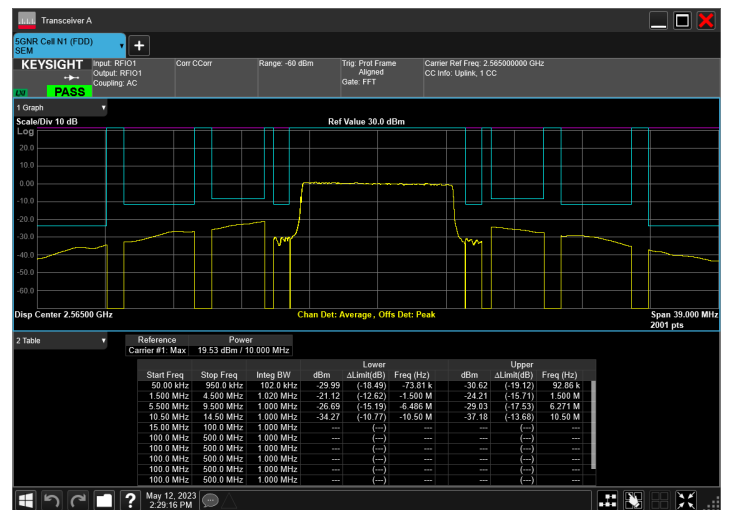 Transceiver A
5GNR Cell N1 (FDD)
SEM
KEYSIGHT
LXI
PASS
Input: RFIO1
Output: RFIO1
Coupling: AC
Corr CCorr
Range: -60 dBm
Trig: Prot Frame
Aligned
Gate: FFT
Carrier Ref Freq: 2.565000000 GHz
CC Info: Uplink, 1 CC
1 Graph
Scale/Div 10 dB
Ref Value 30.0 dBm
Log
20.0
10.0
0.00
-10.0
-20.0
-30.0
-40.0
-50.0
-60.0
Disp Center 2.56500 GHz
Chan Det: Average , Offs Det: Peak
Span 39.000 MHz
2001 pts
2 Table
Reference Power
Carrier #1: Max 19.53 dBm / 10.000 MHz
Lower Upper
Start Freq Stop Freq Integ BW dBm ΔLimit(dB) Freq (Hz) dBm ΔLimit(dB) Freq (Hz)
50.00 kHz 950.0 kHz 102.0 kHz -29.99 (-18.49) -73.81 k -30.62 (-19.12) 92.86 k
1.500 MHz 4.500 MHz 1.020 MHz -21.12 (-12.62) -1.500 M -24.21 (-15.71) 1.500 M
5.500 MHz 9.500 MHz 1.000 MHz -26.69 (-15.19) -6.486 M -29.03 (-17.53) 6.271 M
10.50 MHz 14.50 MHz 1.000 MHz -34.27 (-10.77) -10.50 M -37.18 (-13.68) 10.50 M
15.00 MHz 100.0 MHz 1.000 MHz --- (---) --- --- (---) ---
100.0 MHz 500.0 MHz 1.000 MHz --- (---) --- --- (---) ---
100.0 MHz 500.0 MHz 1.000 MHz --- (---) --- --- (---) ---
100.0 MHz 500.0 MHz 1.000 MHz --- (---) --- --- (---) ---
100.0 MHz 500.0 MHz 1.000 MHz --- (---) --- --- (---) ---
100.0 MHz 500.0 MHz 1.000 MHz --- (---) --- --- (---) ---
May 12, 2023
2:29:16 PM